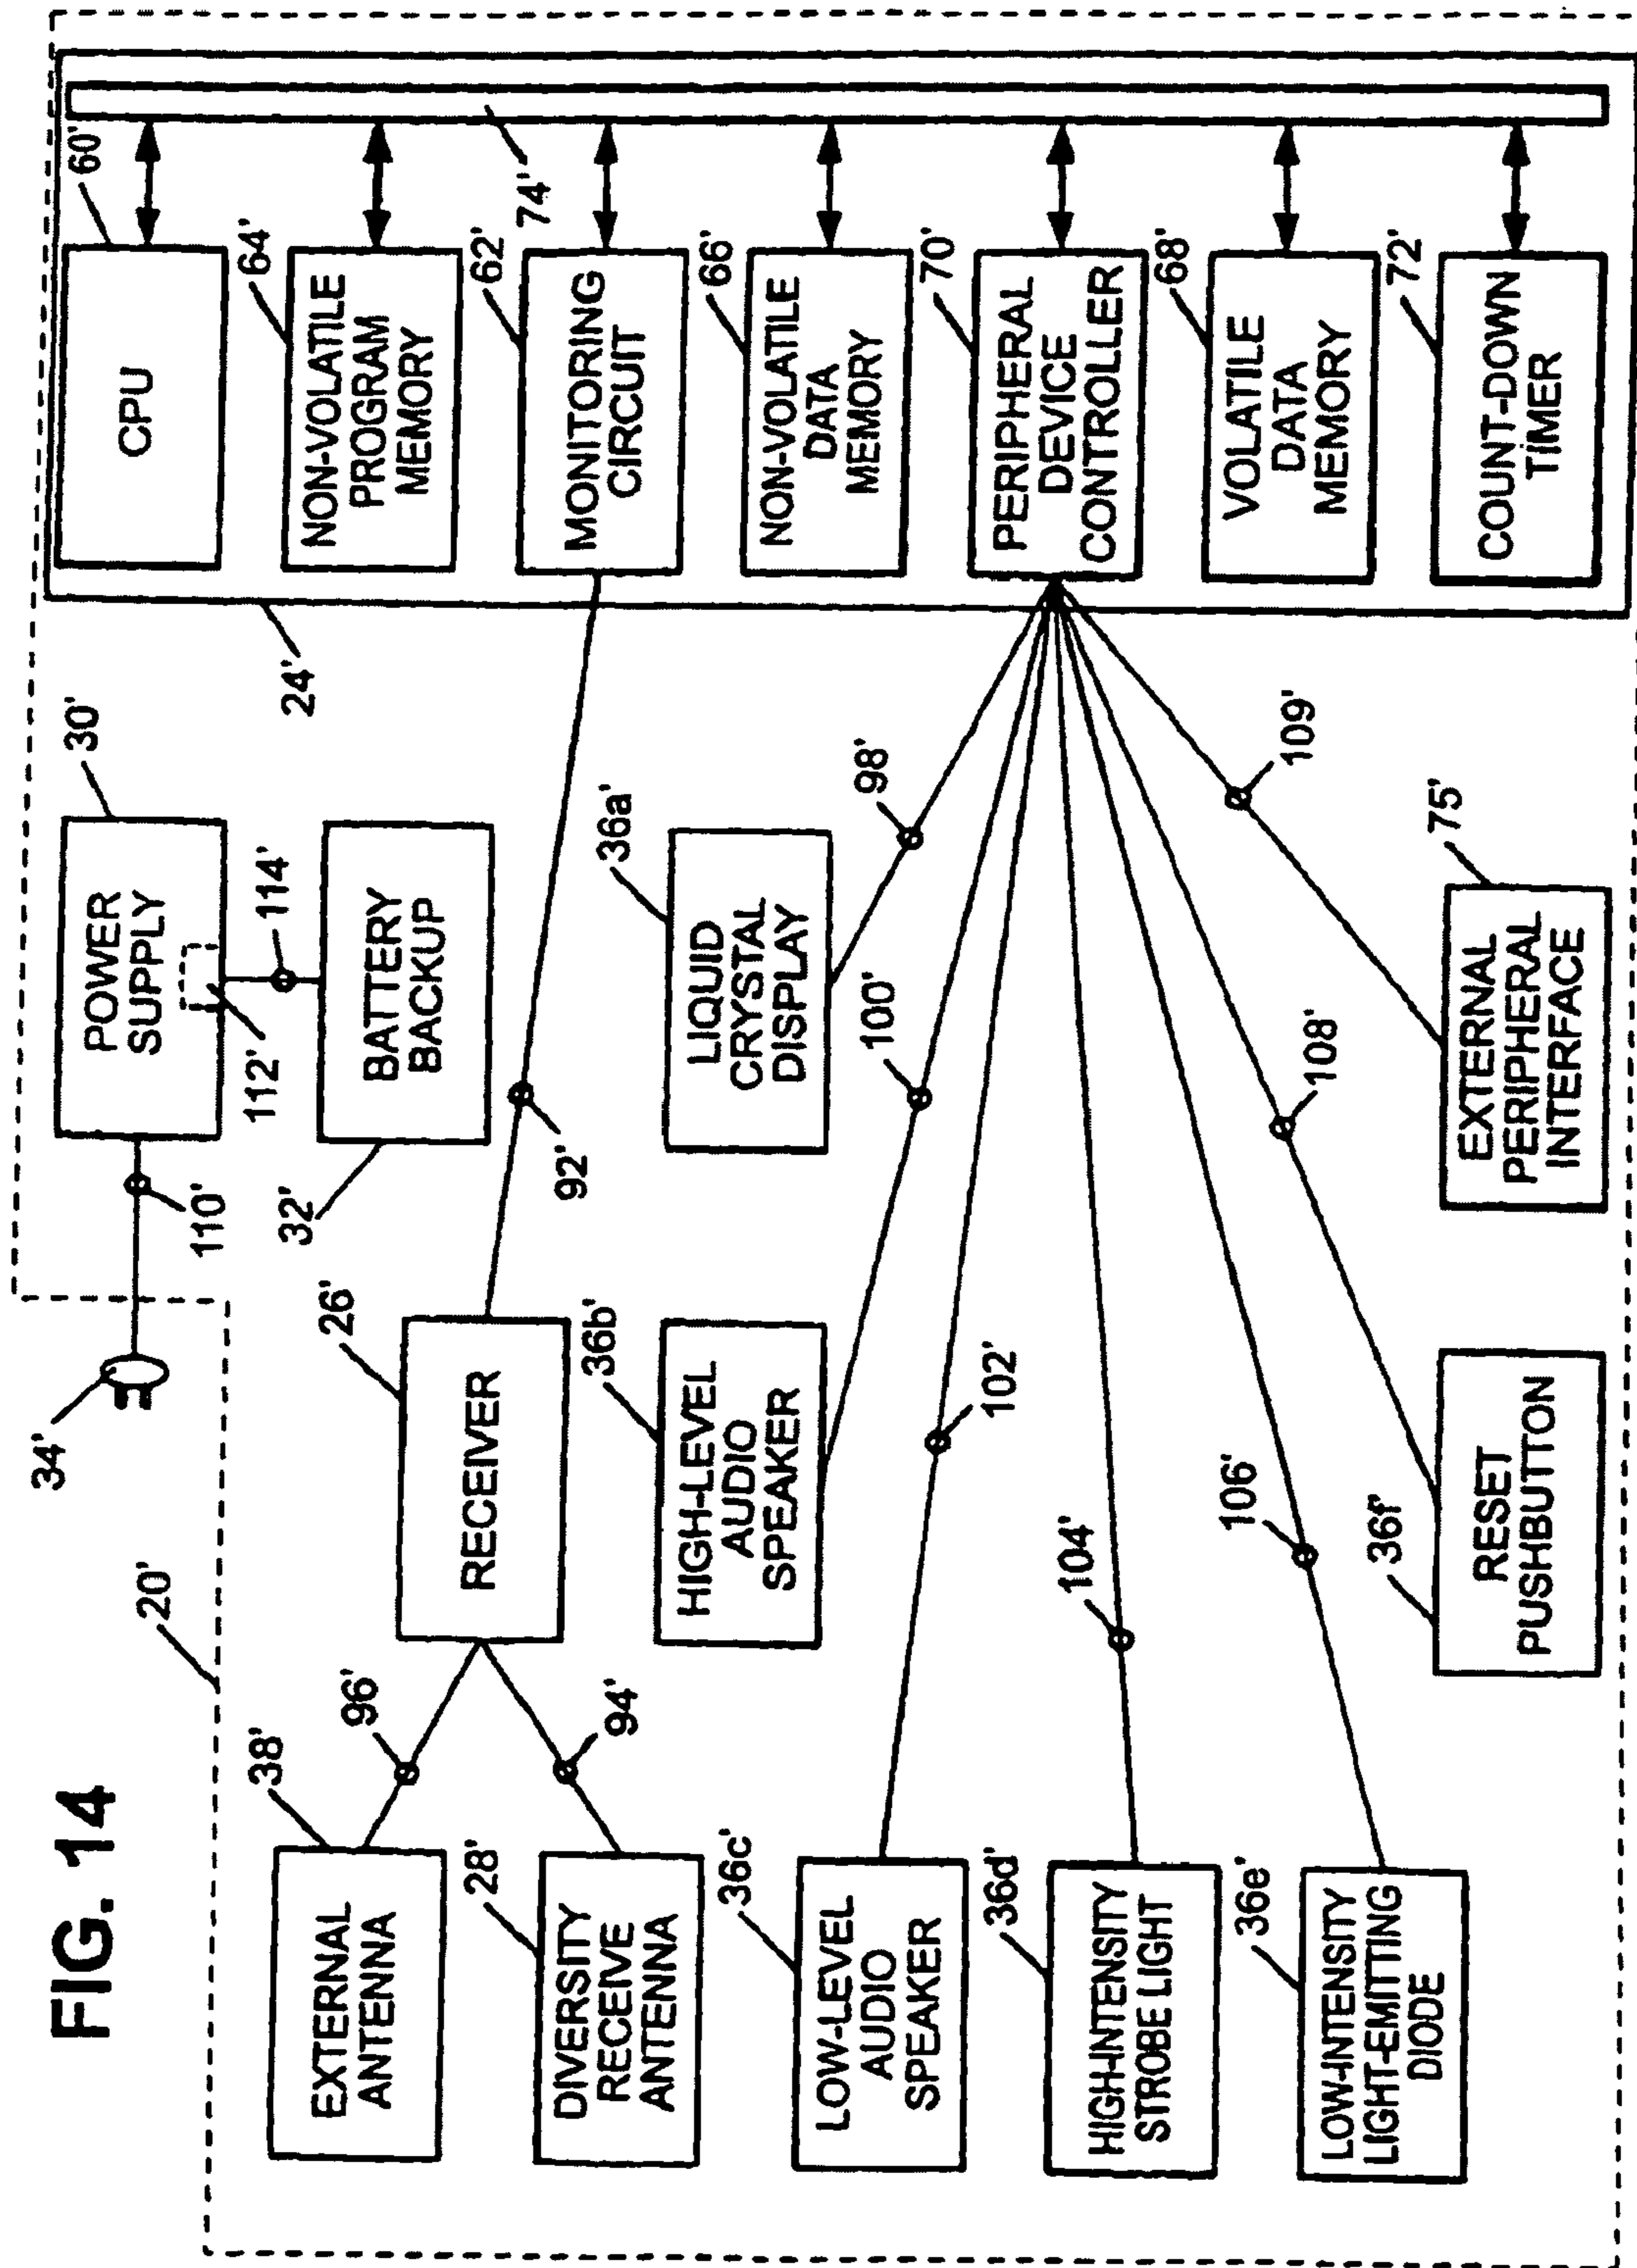 FIG. 14
20'
34'
110'
30'
POWER
SUPPLY
112'
114'
32'
BATTERY
BACKUP
24'
60'
CPU
64'
NON-VOLATILE
PROGRAM
MEMORY
62'
MONITORING
CIRCUIT
74'
66'
NON-VOLATILE
DATA
MEMORY
70'
PERIPHERAL
DEVICE
CONTROLLER
68'
VOLATILE
DATA
MEMORY
72'
COUNT-DOWN
TIMER
38'
EXTERNAL
ANTENNA
96'
28'
DIVERSITY
RECEIVE
ANTENNA
94'
26'
RECEIVER
92'
36a'
LIQUID
CRYSTAL
DISPLAY
98'
36b'
HIGH-LEVEL
AUDIO
SPEAKER
100'
36c'
LOW-LEVEL
AUDIO
SPEAKER
102'
36d'
HIGH-INTENSITY
STROBE LIGHT
104'
36e'
LOW-INTENSITY
LIGHT-EMITTING
DIODE
106'
36f'
RESET
PUSHBUTTON
108'
75'
EXTERNAL
PERIPHERAL
INTERFACE
109'